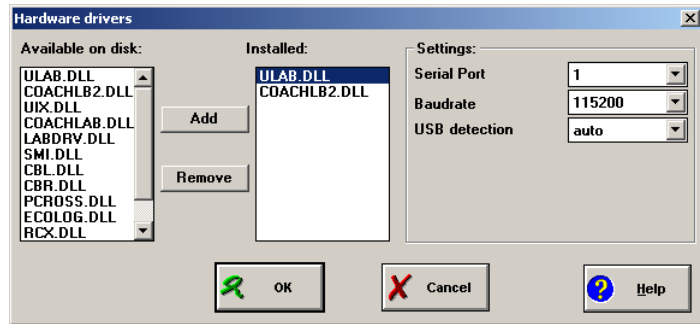 Hardware drivers
Available on disk:
ULAB.DLL
COACHLB2.DLL
UIX.DLL
COACHLAB.DLL
LABDRV.DLL
SMI.DLL
CBL.DLL
CBR.DLL
PCROSS.DLL
ECOLOG.DLL
RCX.DLL
Add
Remove
Installed:
ULAB.DLL
COACHLB2.DLL
Settings:
Serial Port 1
Baudrate 115200
USB detection auto
OK
Cancel
Help